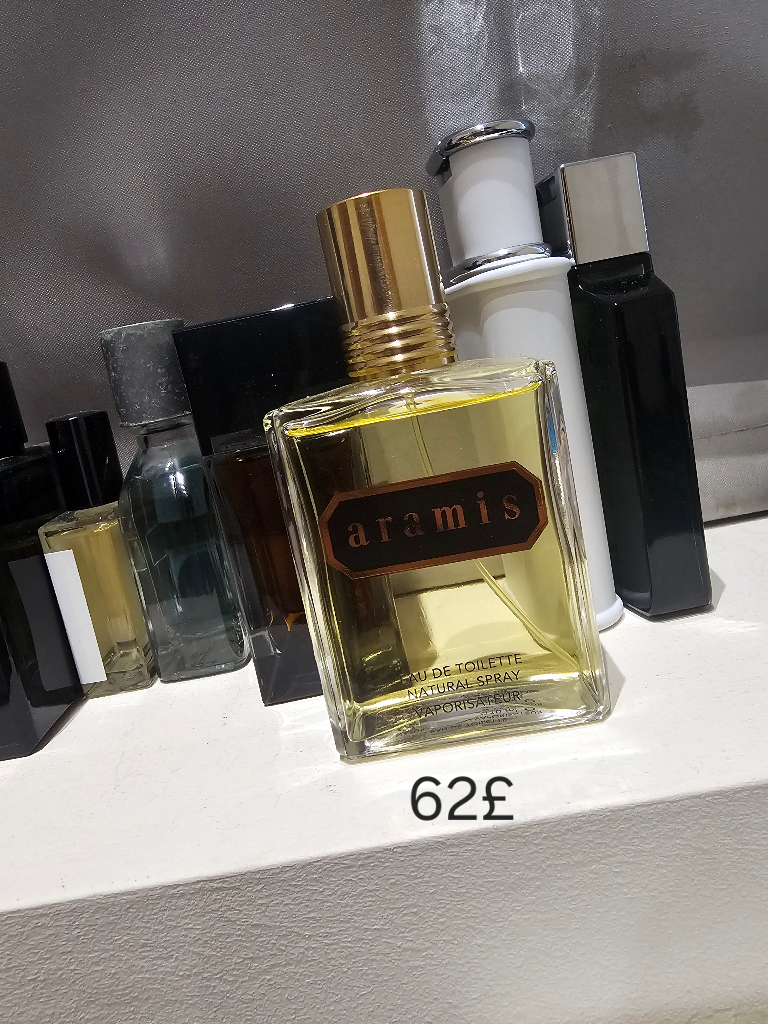 aramis
EAU DE TOILETTE
NATURAL SPRAY
VAPORISATEUR
62£